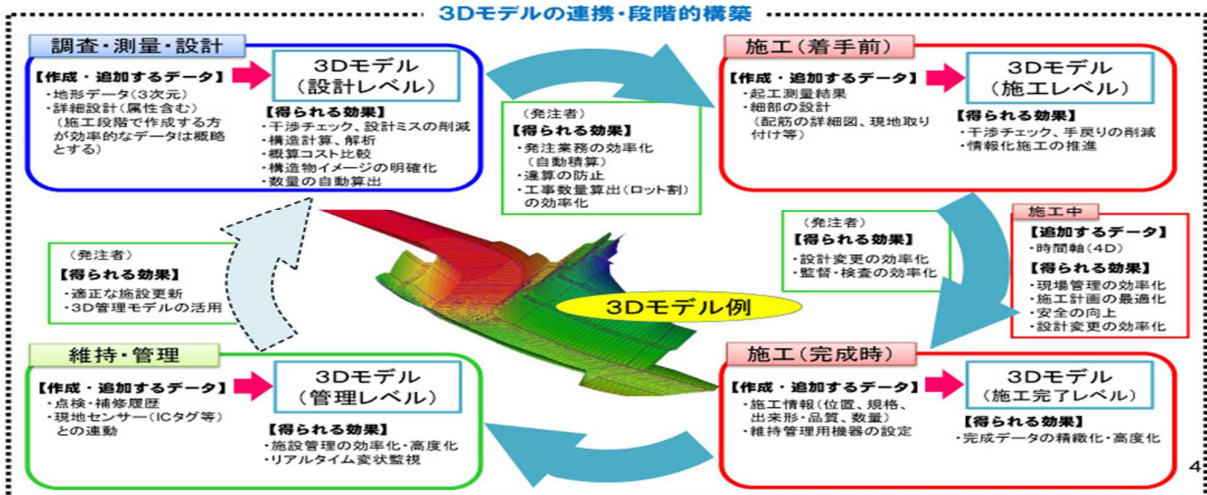 3Dモデルの連携・段階的構築
調査・測量・設計
【作成・追加するデータ】
・地形データ(3次元)
・詳細設計(属性含む)
(施工段階で作成する方
が効率的なデータは概略
とする)
3Dモデル
(設計レベル)
【得られる効果】
・干渉チェック、設計ミスの削減
・構造計算、解析
・概算コスト比較
・構造物イメージの明確化
・数量の自動算出
(発注者)
【得られる効果】
・発注業務の効率化
(自動積算)
・違算の防止
・工事数量算出(ロット割)
の効率化
施工(着手前)
【作成・追加するデータ】
・起工測量結果
・細部の設計
(配筋の詳細図、現地取り
付け等)
3Dモデル
(施工レベル)
【得られる効果】
・干渉チェック、手戻りの削減
・情報化施工の推進
(発注者)
【得られる効果】
・設計変更の効率化
・監督・検査の効率化
施工中
【追加するデータ】
・時間軸(4D)
【得られる効果】
・現場管理の効率化
・施工計画の最適化
・安全の向上
・設計変更の効率化
(発注者)
【得られる効果】
・適正な施設更新
・3D管理モデルの活用
3Dモデル例
維持・管理
【作成・追加するデータ】
・点検・補修履歴
・現地センサー(ICタグ等)
との連動
3Dモデル
(管理レベル)
【得られる効果】
・施設管理の効率化・高度化
・リアルタイム変状監視
施工(完成時)
【作成・追加するデータ】
・施工情報(位置、規格、
出来形・品質、数量)
・維持管理用機器の設定
3Dモデル
(施工完了レベル)
【得られる効果】
・完成データの精緻化・高度化
4